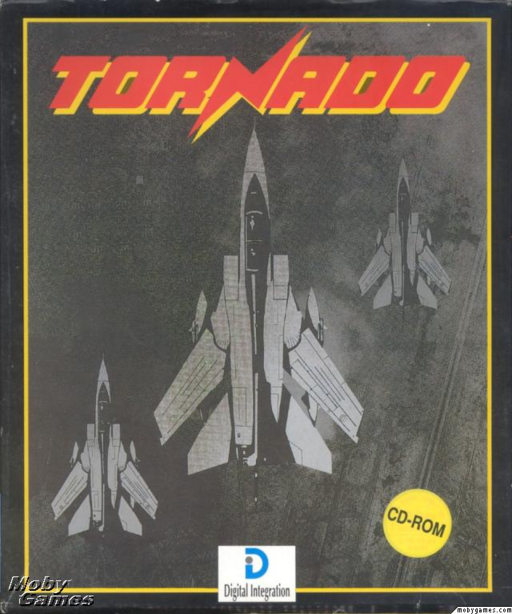 TORNADO
CD-ROM
Digital Integration
Moby
Games
mobygames.com